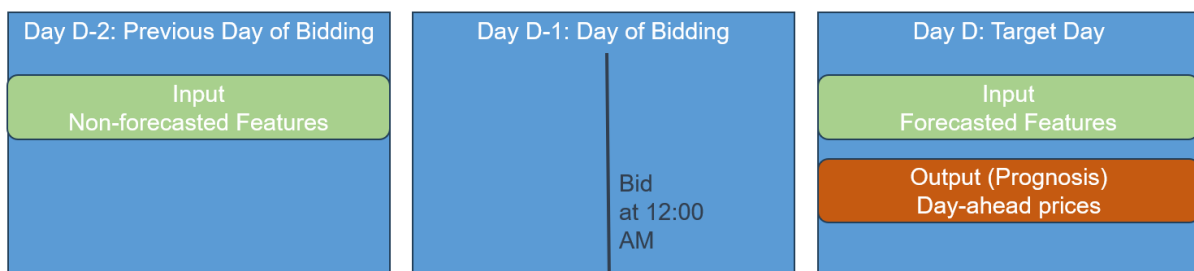 Day D-2: Previous Day of Bidding
Input
Non-forecasted Features
Day D-1: Day of Bidding
Bid
at 12:00
AM
Day D: Target Day
Input
Forecasted Features
Output (Prognosis)
Day-ahead prices